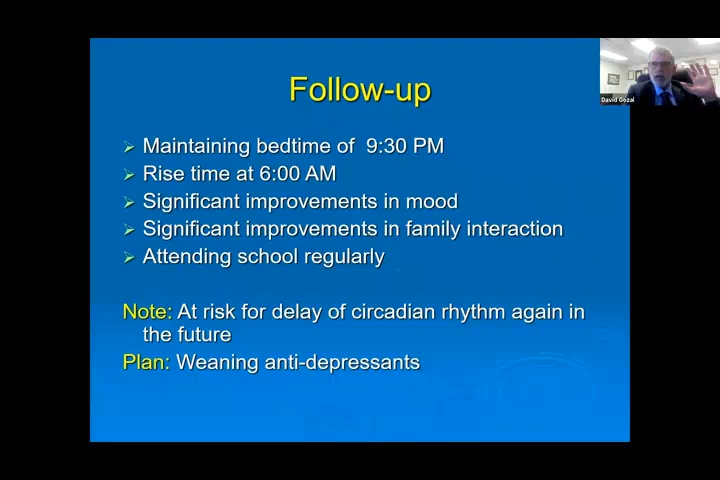 Follow-up
Maintaining bedtime of 9:30 PM
Rise time at 6:00 AM
Significant improvements in mood
Significant improvements in family interaction
Attending school regularly
Note: At risk for delay of circadian rhythm again in
the future
Plan: Weaning anti-depressants
David Gozal